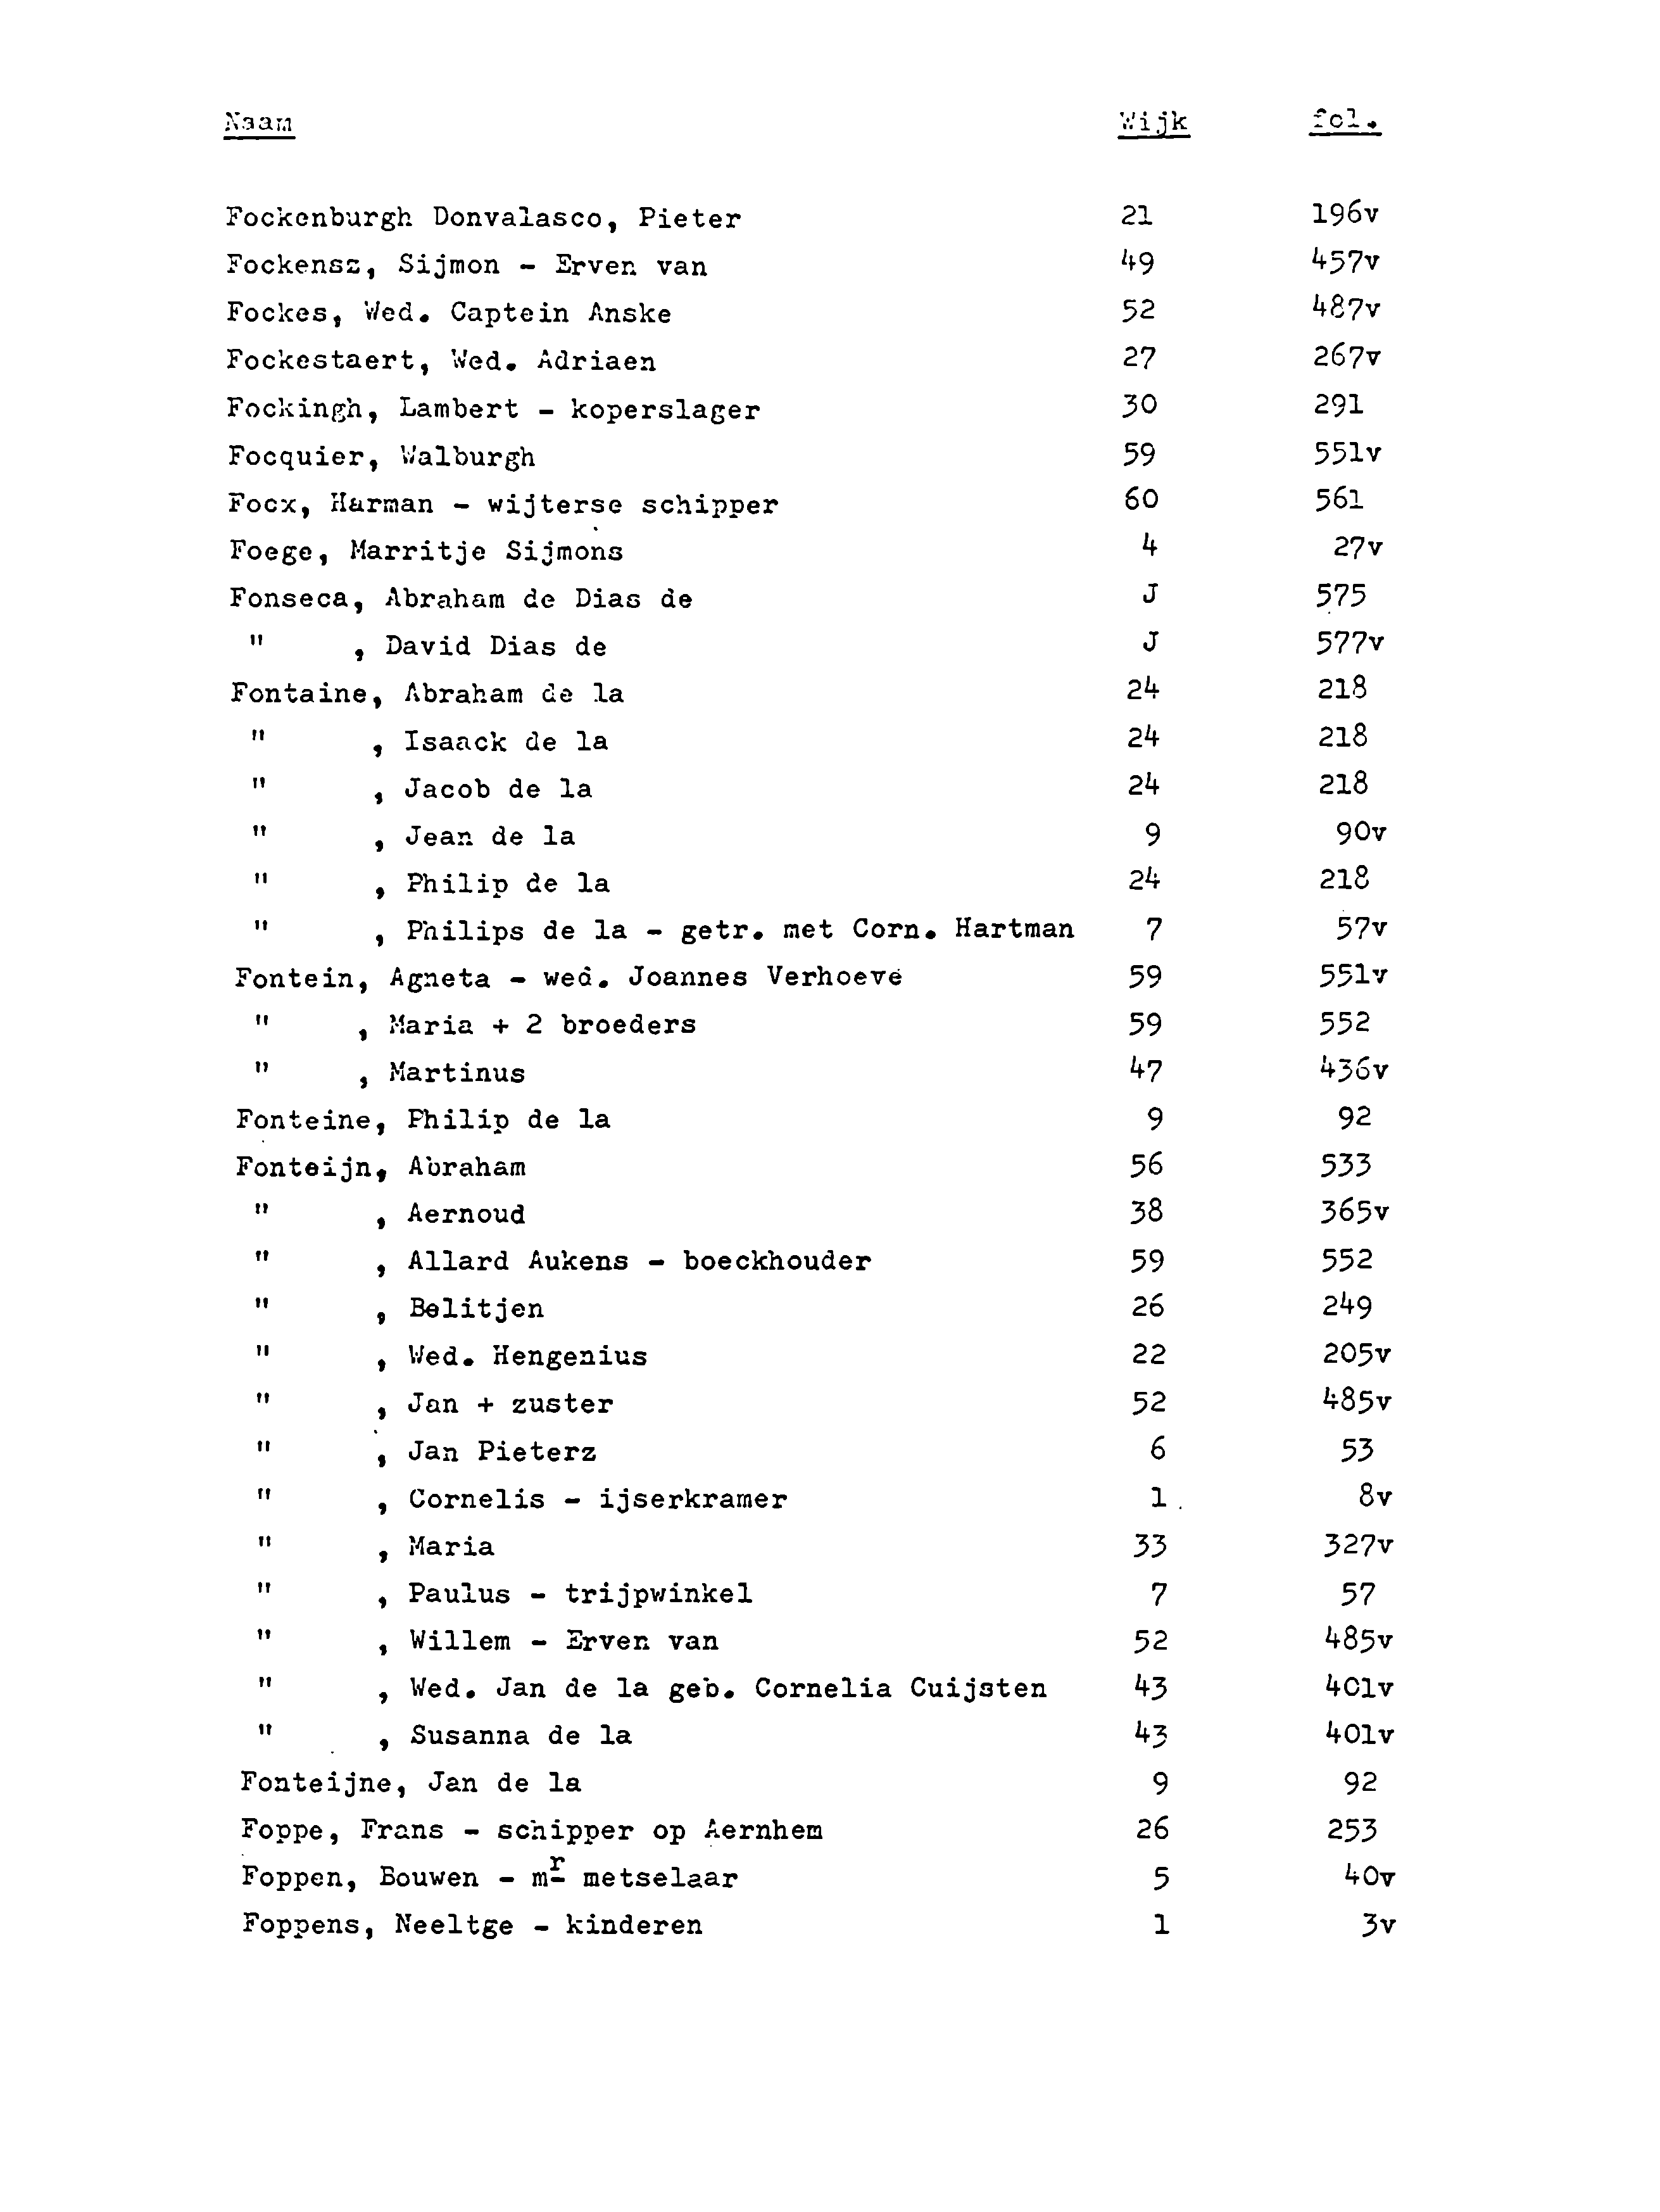 Naam Wijk fol.
Fockenburgh Donvalasco, Pieter 21 196v
Fockensz, Sijmon - Erven van 49 457v
Fockes, Wed. Captein Anske 52 487v
Fockestaert, Wed. Adriaen 27 267v
Fockingh, Lambert - koperslager 30 291
Focquier, Walburgh 59 551v
Focx, Harman - wijterse schipper 60 561
Foege, Marritje Sijmons 4 27v
Fonseca, Abraham de Dias de J 575
" , David Dias de J 577v
Fontaine, Abraham de la 24 218
" , Isaack de la 24 218
" , Jacob de la 24 218
" , Jean de la 9 90v
" , Philip de la 24 218
" , Philips de la - getr. met Corn. Hartman 7 57v
Fontein, Agneta - wed. Joannes Verhoeve 59 551v
" , Maria + 2 broeders 59 552
" , Martinus 47 436v
Fonteine, Philip de la 9 92
Fonteijn, Abraham 56 533
" , Aernoud 38 365v
" , Allard Aukens - boeckhouder 59 552
" , Belitjen 26 249
" , Wed. Hengenius 22 205v
" , Jan + zuster 52 485v
" , Jan Pieterz 6 53
" , Cornelis - ijserkramer 1 8v
" , Maria 33 327v
" , Paulus - trijpwinkel 7 57
" , Willem - Erven van 52 485v
" , Wed. Jan de la geb. Cornelia Cuijsten 43 401v
" , Susanna de la 43 401v
Fonteijne, Jan de la 9 92
Foppe, Frans - schipper op Aernhem 26 253
Foppen, Bouwen - mr metselaar 5 40v
Foppens, Neeltge - kinderen 1 3v